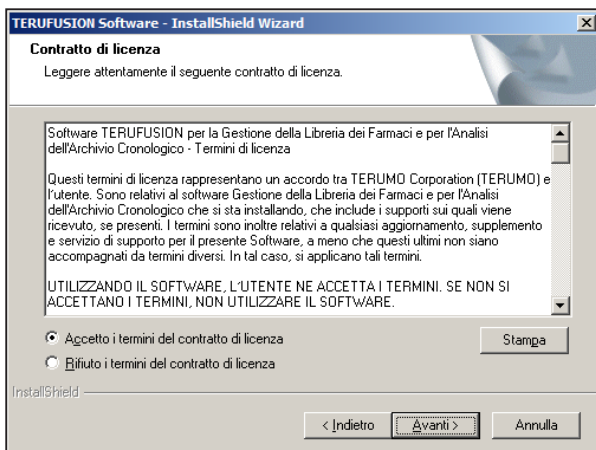 TERUFUSION Software - InstallShield Wizard
Contratto di licenza
Leggere attentamente il seguente contratto di licenza.
Software TERUFUSION per la Gestione della Libreria dei Farmaci e per l'Analisi
dell'Archivio Cronologico - Termini di licenza
Questi termini di licenza rappresentano un accordo tra TERUMO Corporation (TERUMO) e
l'utente. Sono relativi al software Gestione della Libreria dei Farmaci e per l'Analisi
dell'Archivio Cronologico che si sta installando, che include i supporti sui quali viene
ricevuto, se presenti. I termini sono inoltre relativi a qualsiasi aggiornamento, supplemento
e servizio di supporto per il presente Software, a meno che questi ultimi non siano
accompagnati da termini diversi. In tal caso, si applicano tali termini.
UTILIZZANDO IL SOFTWARE, L'UTENTE NE ACCETTA I TERMINI. SE NON SI
ACCETTANO I TERMINI, NON UTILIZZARE IL SOFTWARE.
Accetto i termini del contratto di licenza
Stampa
Rifiuto i termini del contratto di licenza
InstallShield
< Indietro
Avanti >
Annulla